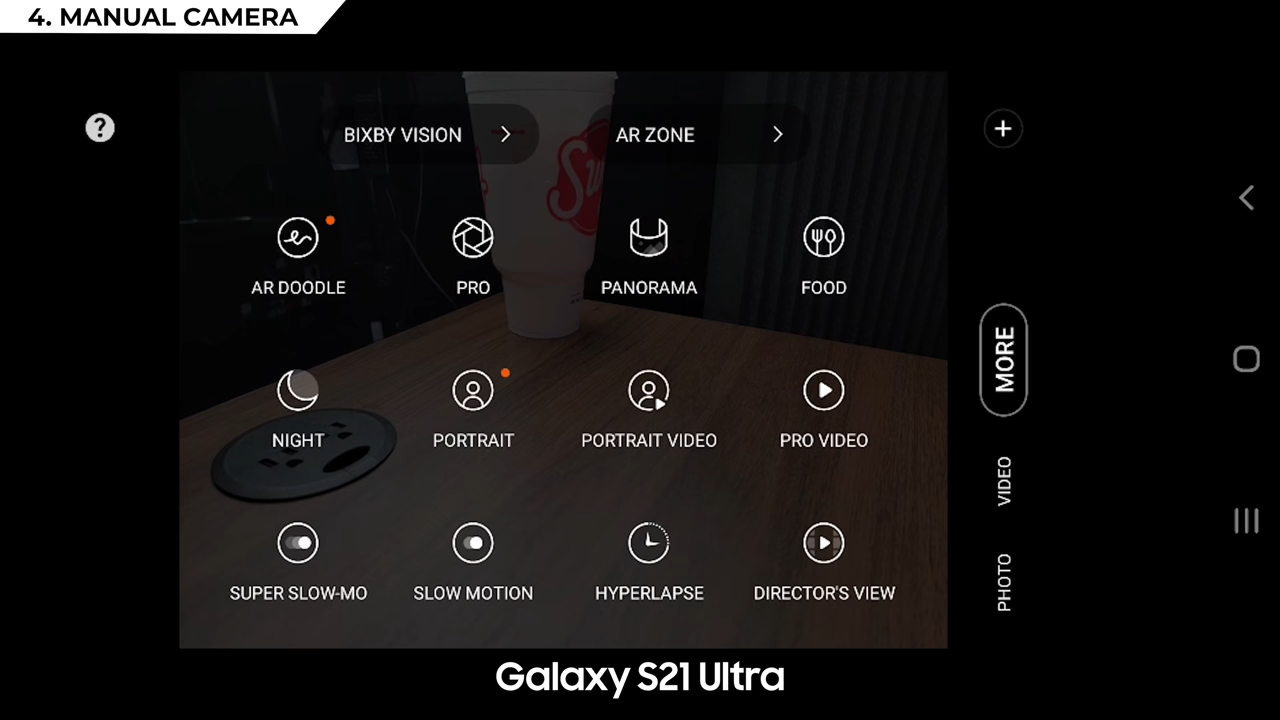 4. MANUAL CAMERA
?
BIXBY VISION
AR ZONE
AR DOODLE
PRO
PANORAMA
FOOD
NIGHT
PORTRAIT
PORTRAIT VIDEO
PRO VIDEO
SUPER SLOW-MO
SLOW MOTION
HYPERLAPSE
DIRECTOR'S VIEW
MORE
VIDEO
PHOTO
Galaxy S21 Ultra